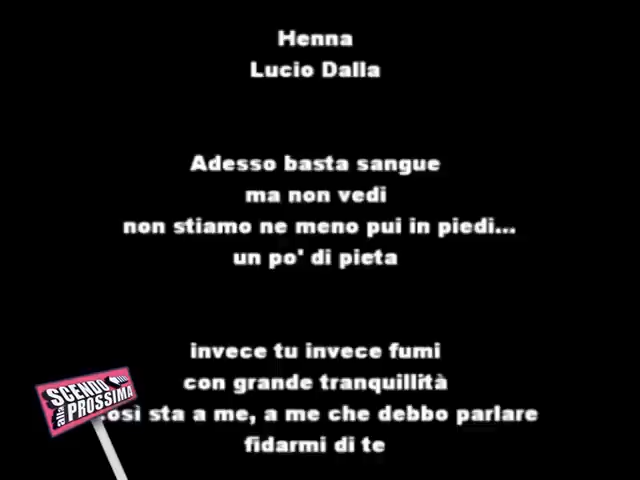 Henna
Lucio Dalla
Adesso basta sangue
ma non vedi
non stiamo ne meno pui in piedi...
un po' di pieta
invece tu invece fumi
con grande tranquillità
così sta a me, a me che debbo parlare
fidarmi di te
SCENDO
alla PROSSIMA